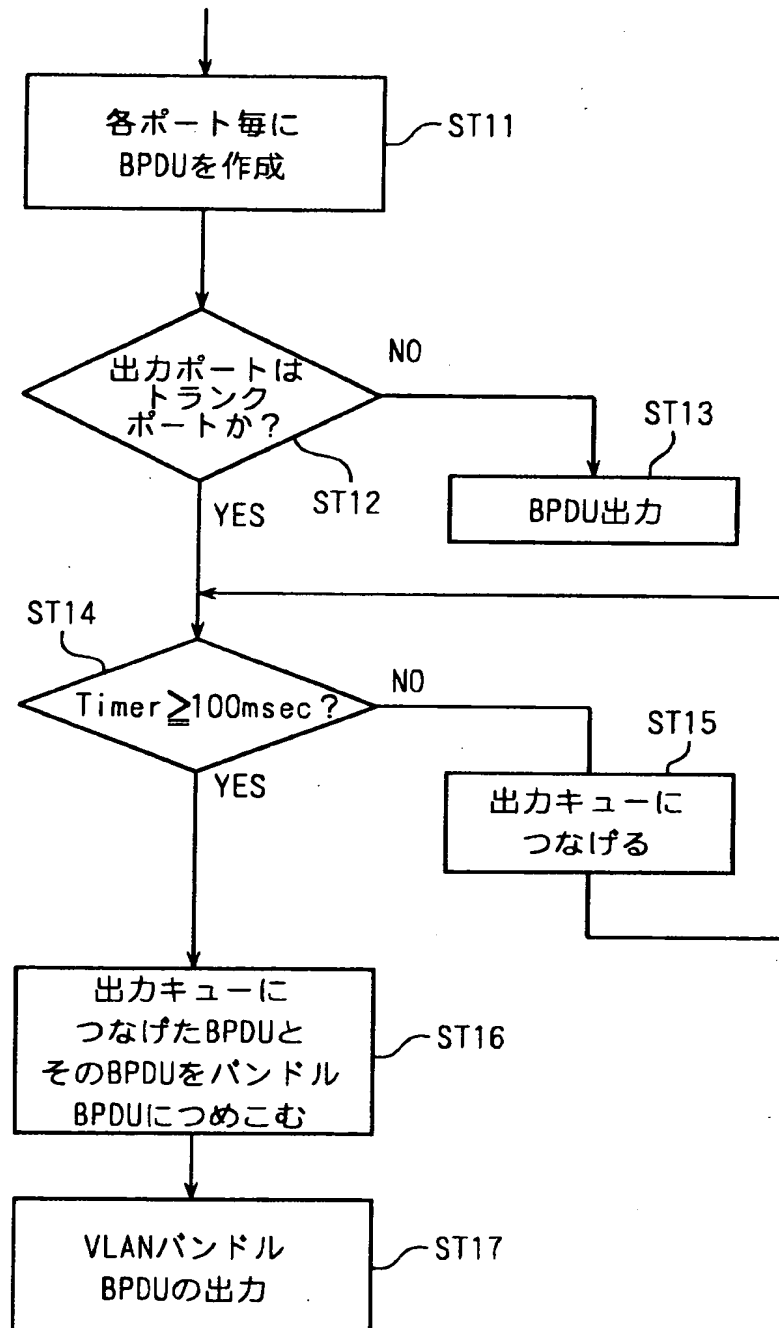 各ポート毎に
BPDUを作成
ST11
出力ポートは
トランク
ポートか？
ST12
NO
YES
ST13
BPDU出力
ST14
Timer≧100msec？
NO
YES
ST15
出力キューに
つなげる
出力キューに
つなげたBPDUと
そのBPDUをバンドル
BPDUにつめこむ
ST16
VLANバンドル
BPDUの出力
ST17